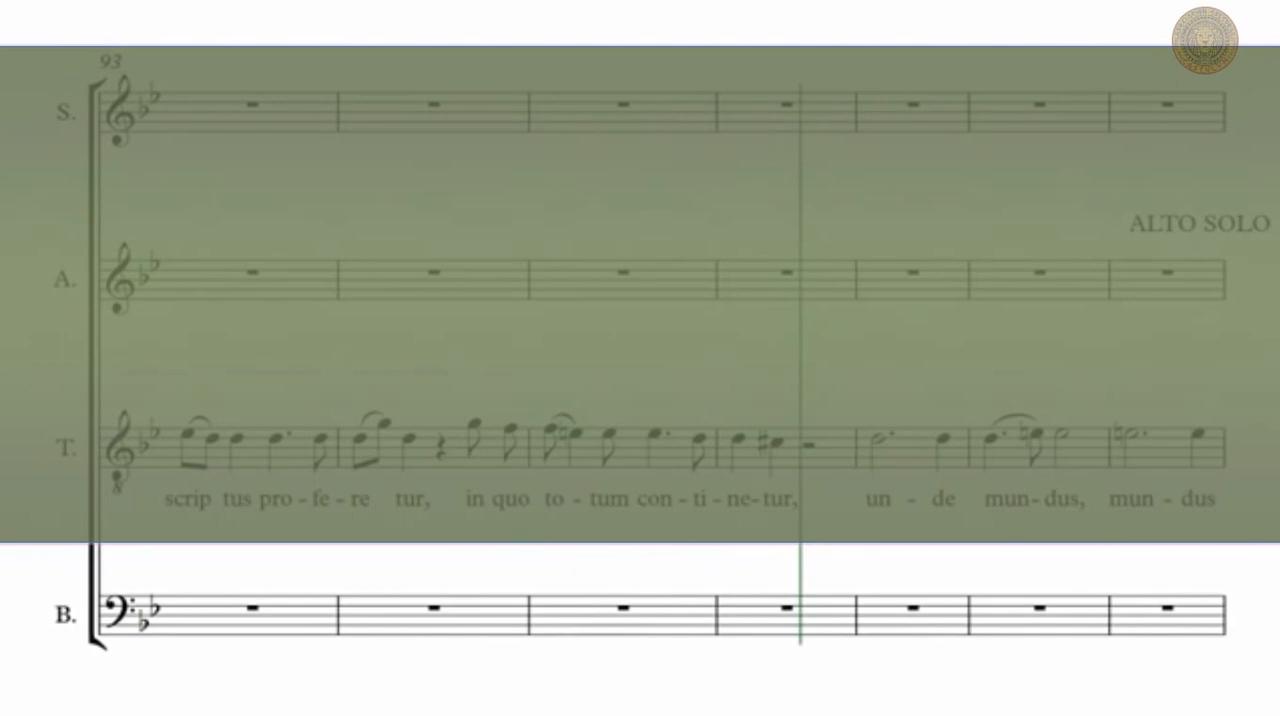 93
S.
ALTO SOLO
A.
T.
8
scrip tus pro - fe - re tur, in quo to - tum con - ti - ne- tur, un - de mun - dus, mun - dus
B.